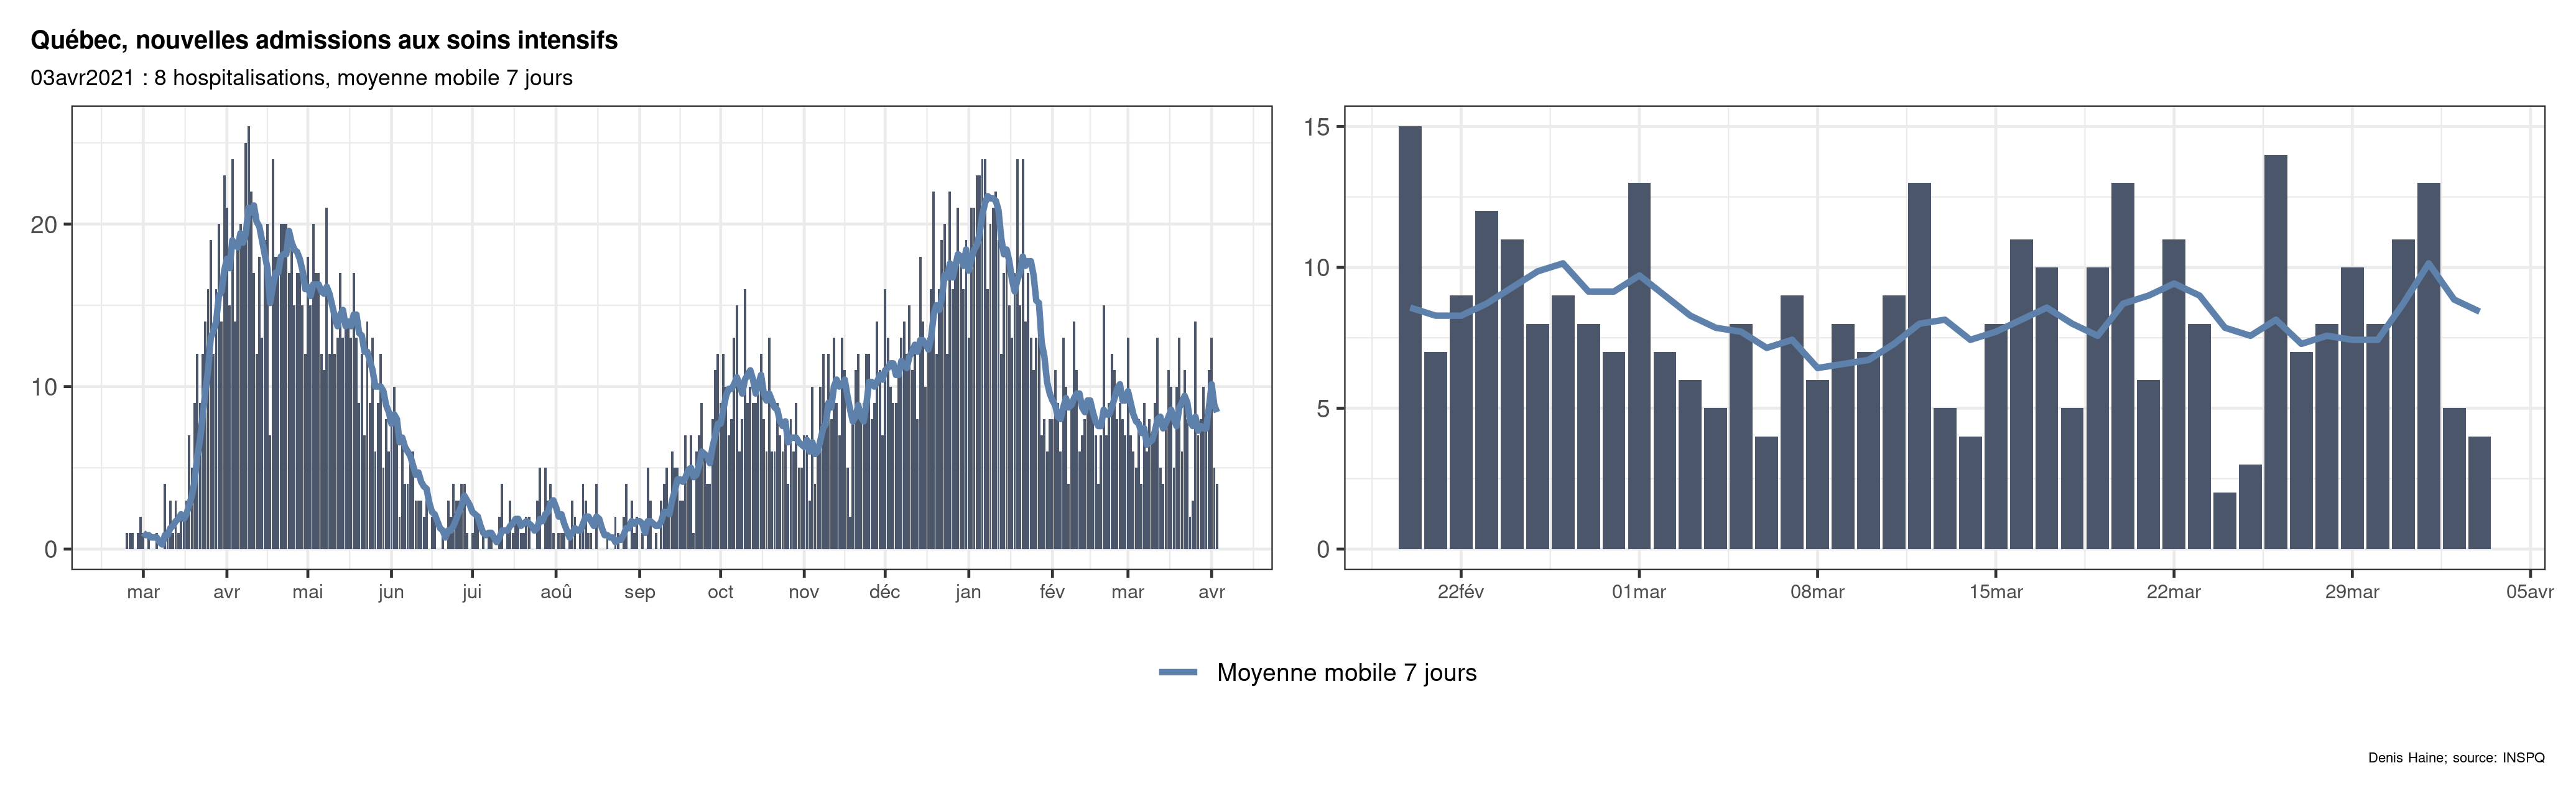 Québec, nouvelles admissions aux soins intensifs
03avr2021 : 8 hospitalisations, moyenne mobile 7 jours
20
10
0
mar avr mai jun jui aoû sep oct nov déc jan fév mar avr
15
10
5
0
22fév 01mar 08mar 15mar 22mar 29mar 05avr
Moyenne mobile 7 jours
Denis Haine; source: INSPQ